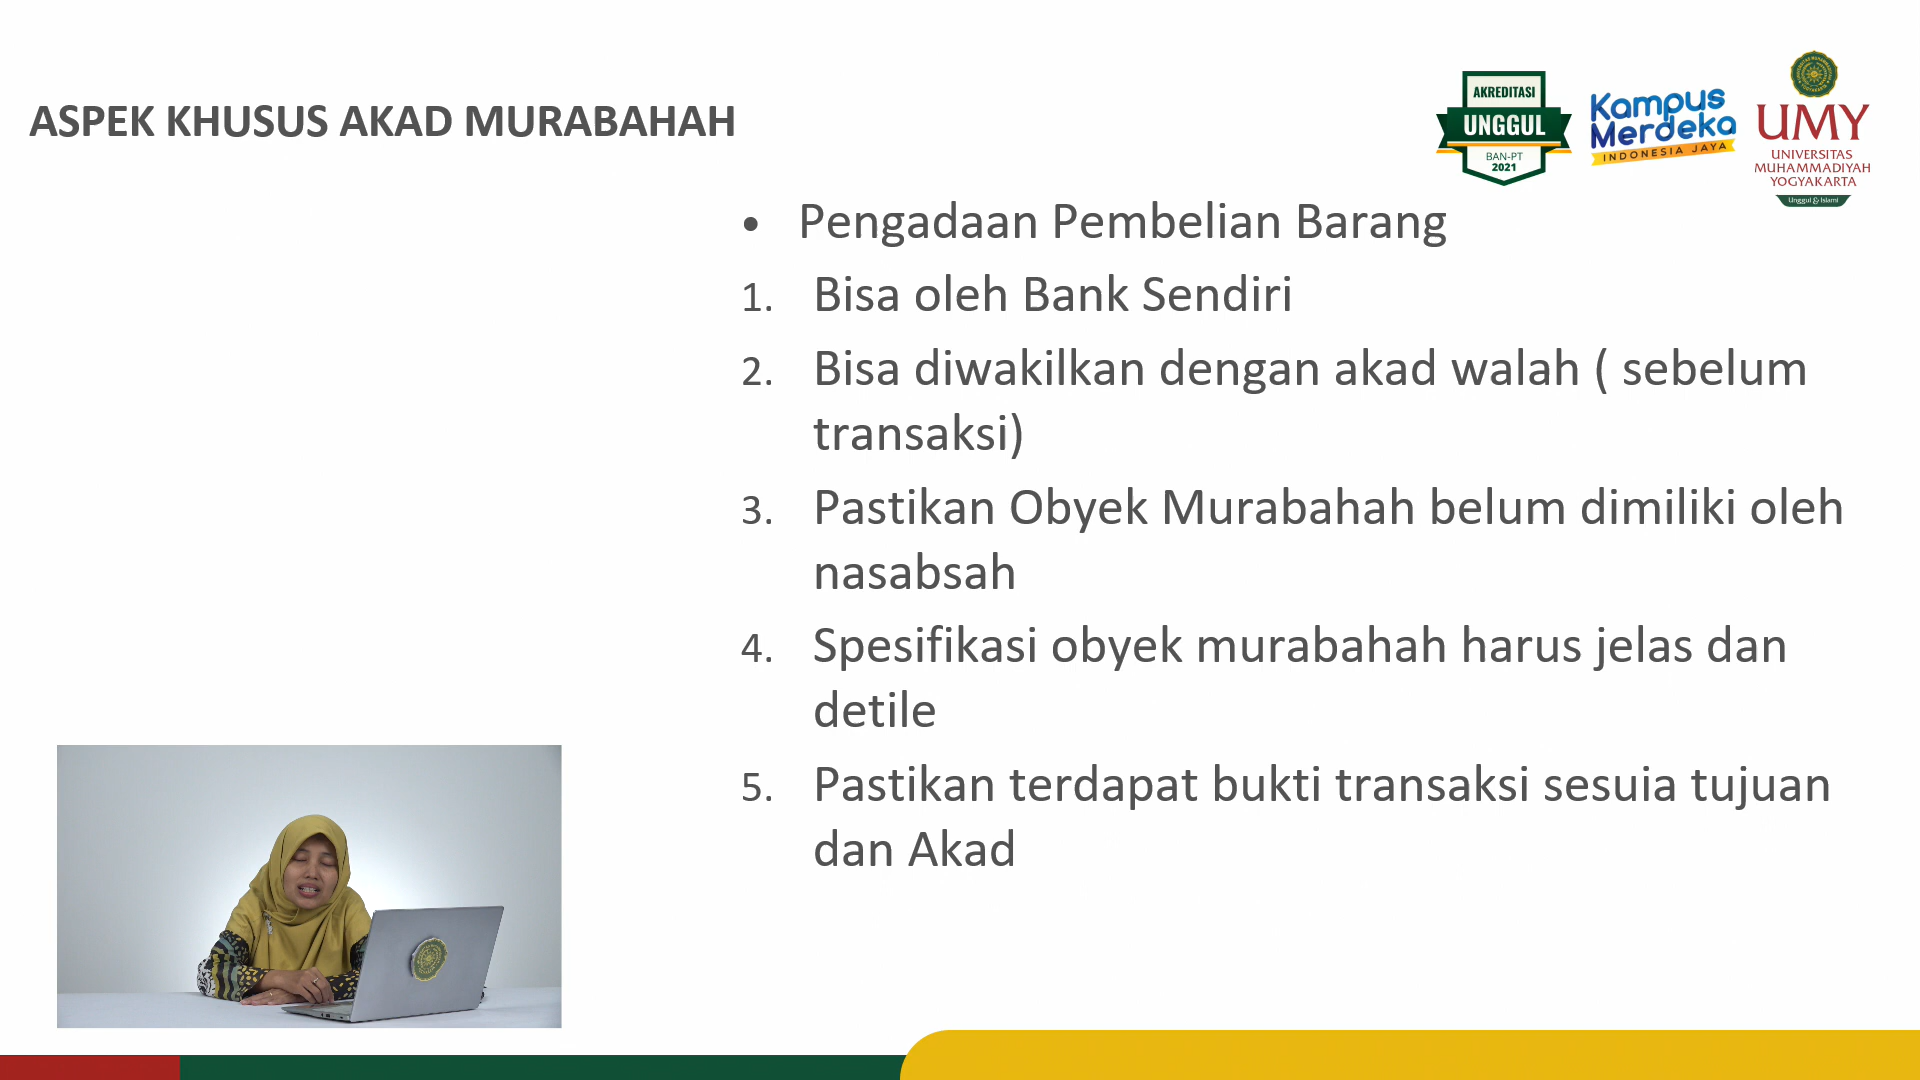 ASPEK KHUSUS AKAD MURABAHAH
AKREDITASI
UNGGUL
BAN-PT
2021
Kampus
Merdeka
INDONESIA JAYA
UMY
UNIVERSITAS
MUHAMMADIYAH
YOGYAKARTA
Unggul & Islami
• Pengadaan Pembelian Barang
1. Bisa oleh Bank Sendiri
2. Bisa diwakilkan dengan akad walah ( sebelum
transaksi)
3. Pastikan Obyek Murabahah belum dimiliki oleh
nasabsah
4. Spesifikasi obyek murabahah harus jelas dan
detile
5. Pastikan terdapat bukti transaksi sesuia tujuan
dan Akad